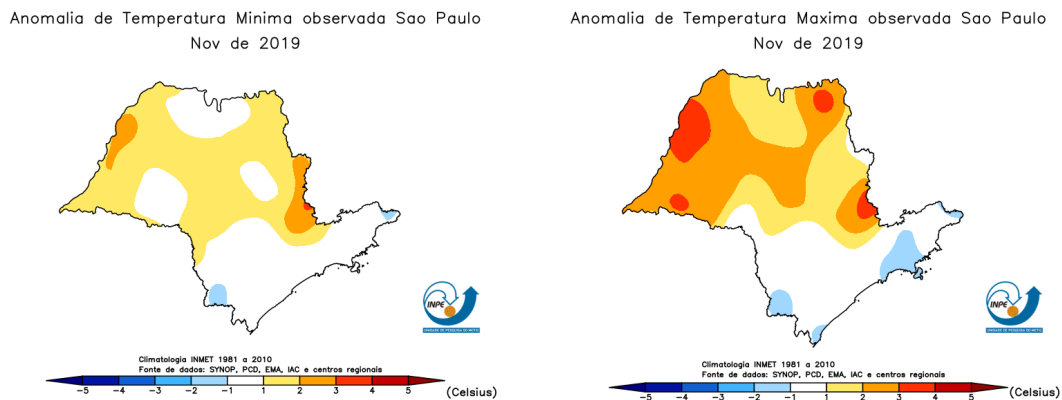 Anomalia de Temperatura Minima observada Sao Paulo
Nov de 2019
INPE
Climatologia INMET 1981 a 2010
Fonte de dados: SYNOP, PCD, EMA, IAC e centros regionais
-5 -4 -3 -2 -1 1 2 3 4 5 (Celsius)
Anomalia de Temperatura Maxima observada Sao Paulo
Nov de 2019
INPE
Climatologia INMET 1981 a 2010
Fonte de dados: SYNOP, PCD, EMA, IAC e centros regionais
-5 -4 -3 -2 -1 1 2 3 4 5 (Celsius)